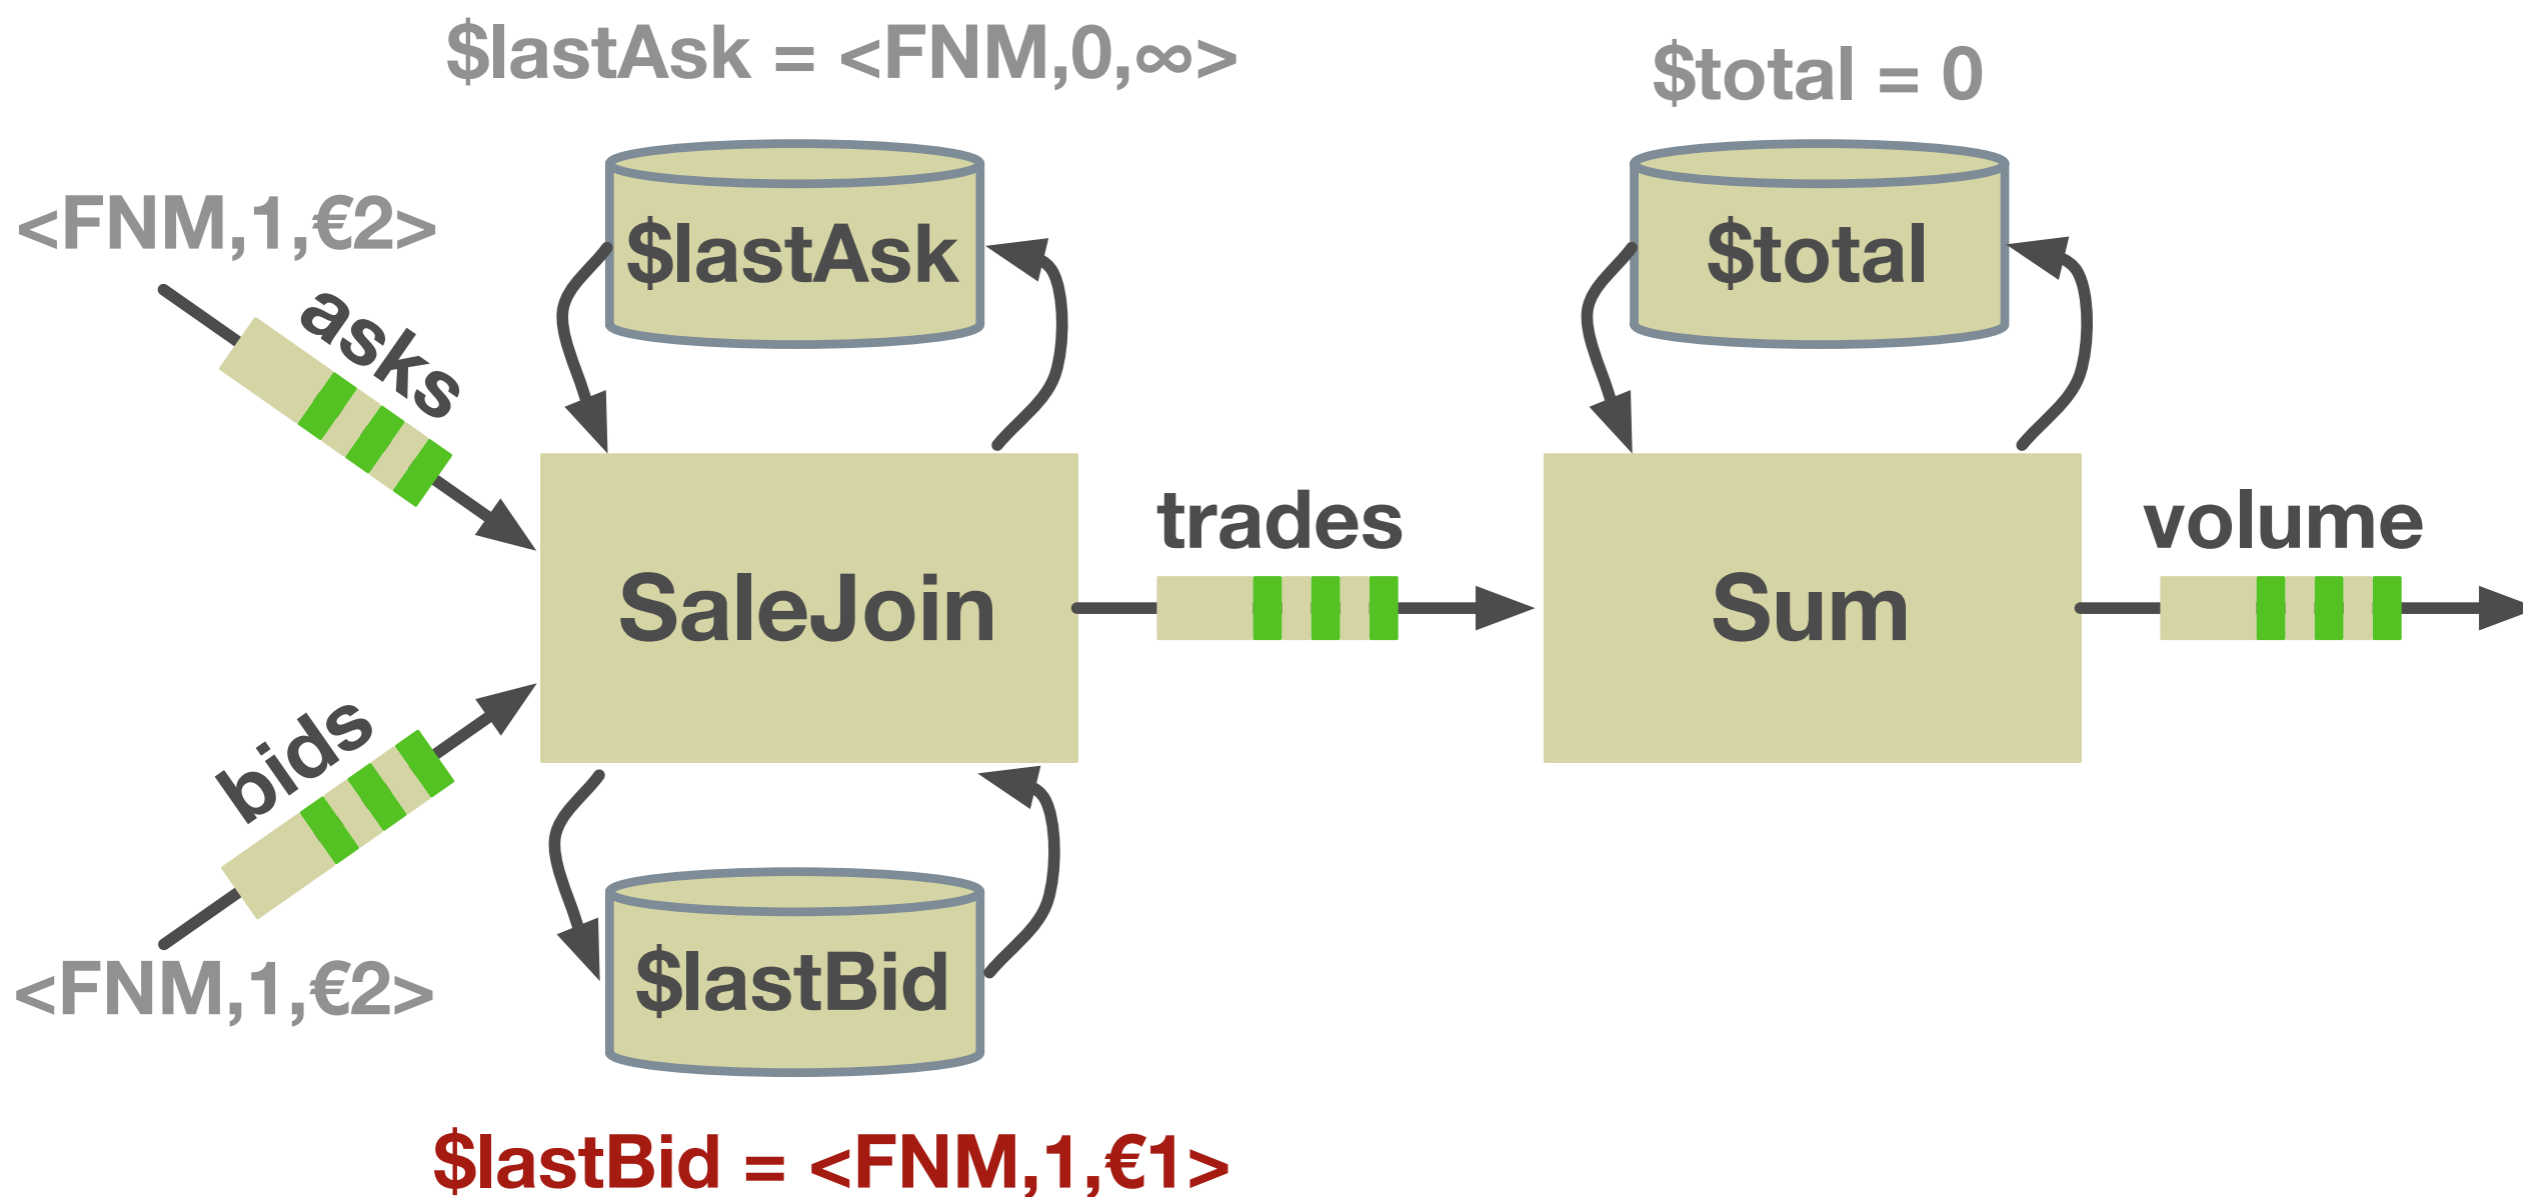 $lastAsk = <FNM,0,∞>
$total = 0
<FNM,1,€2>
$lastAsk
$total
asks
trades
volume
SaleJoin
Sum
bids
<FNM,1,€2>
$lastBid
$lastBid = <FNM,1,€1>